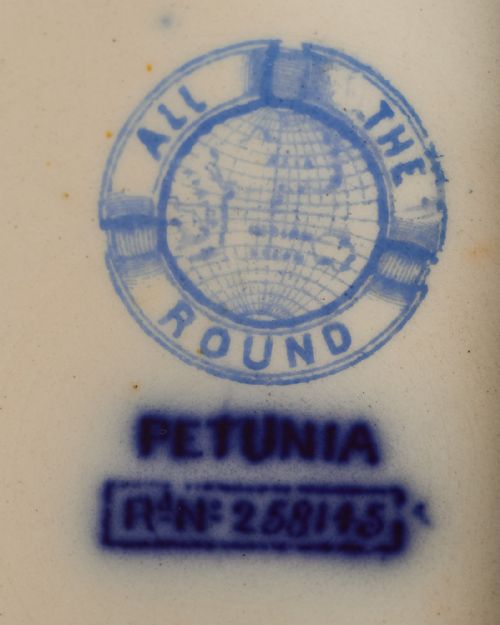 ALL THE
ROUND
PETUNIA
Rd No 258145